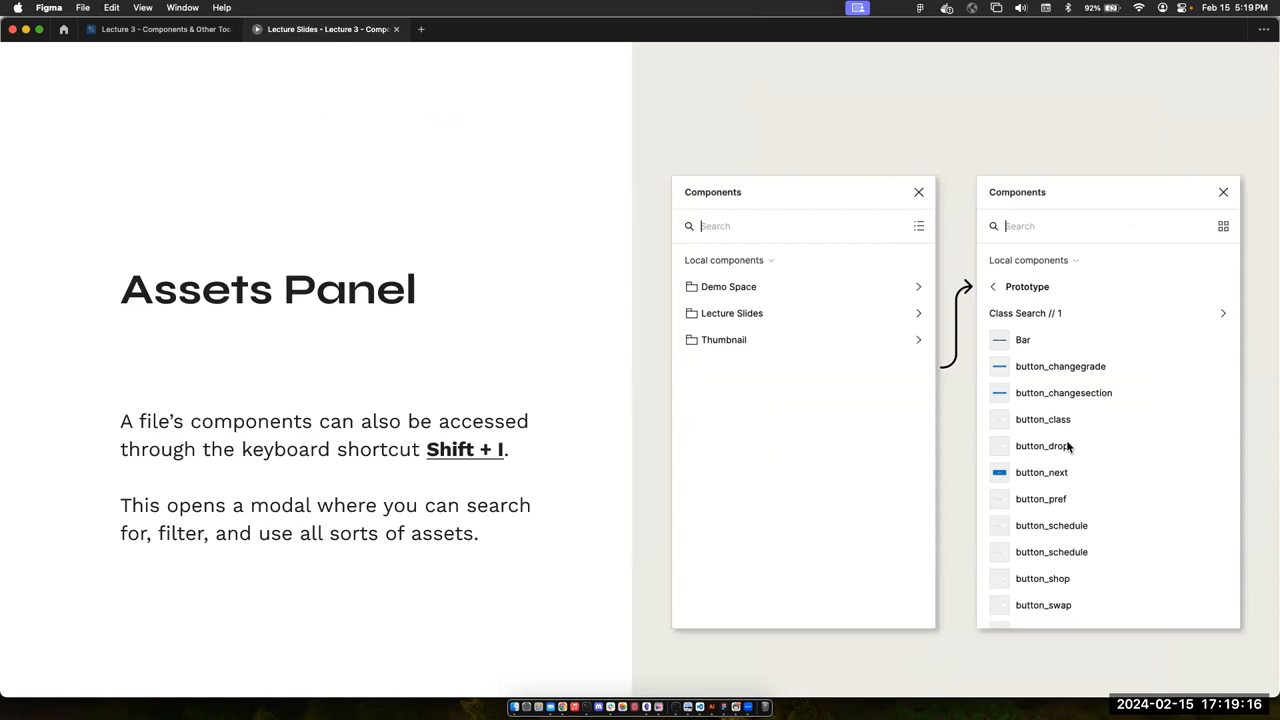 Figma File Edit View Window Help
92% Feb 15 5:19 PM
Lecture 3 - Components & Other Too
Lecture Slides - Lecture 3 - Comp
Assets Panel
A file’s components can also be accessed
through the keyboard shortcut Shift + I.
This opens a modal where you can search
for, filter, and use all sorts of assets.
Components
Search
Local components
Demo Space
Lecture Slides
Thumbnail
Components
Search
Local components
Prototype
Class Search // 1
Bar
button_changegrade
button_changesection
button_class
button_drop
button_next
button_pref
button_schedule
button_schedule
button_shop
button_swap
2024-02-15 17:19:16